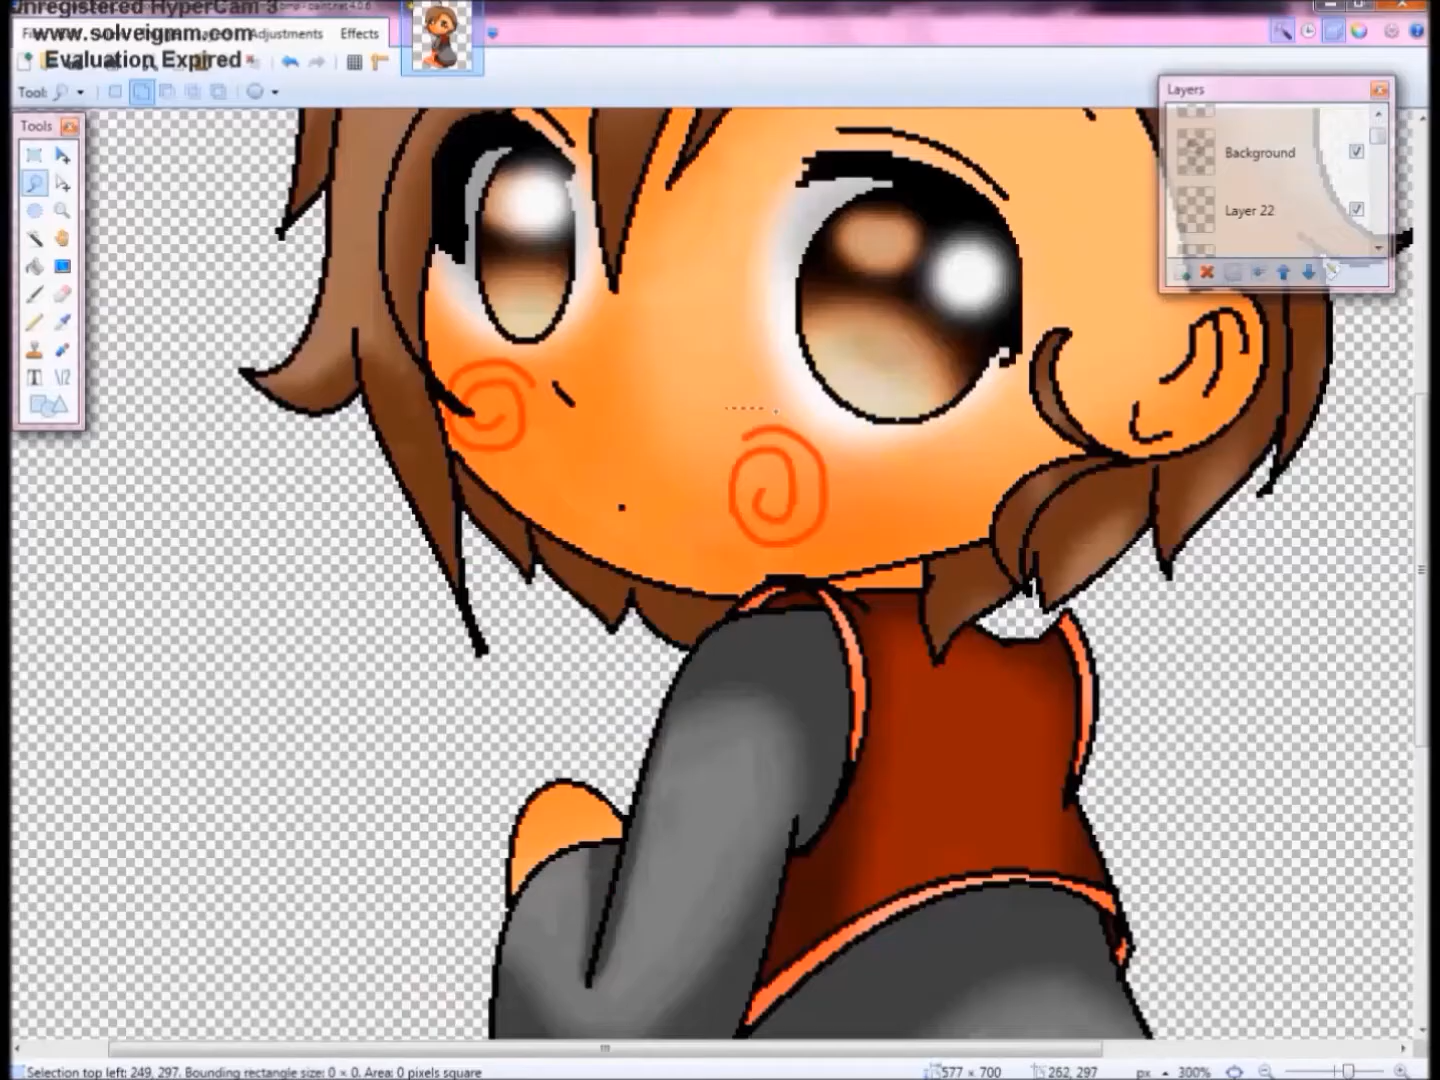 Unregistered HyperCam 3
www.solveigmm.com
Evaluation Expired
Adjustments
Effects
Tool:
Tools
Layers
Background
Layer 22
Selection top left: 249, 297. Bounding rectangle size: 0 × 0. Area: 0 pixels square
577 × 700
262, 297
px
300%